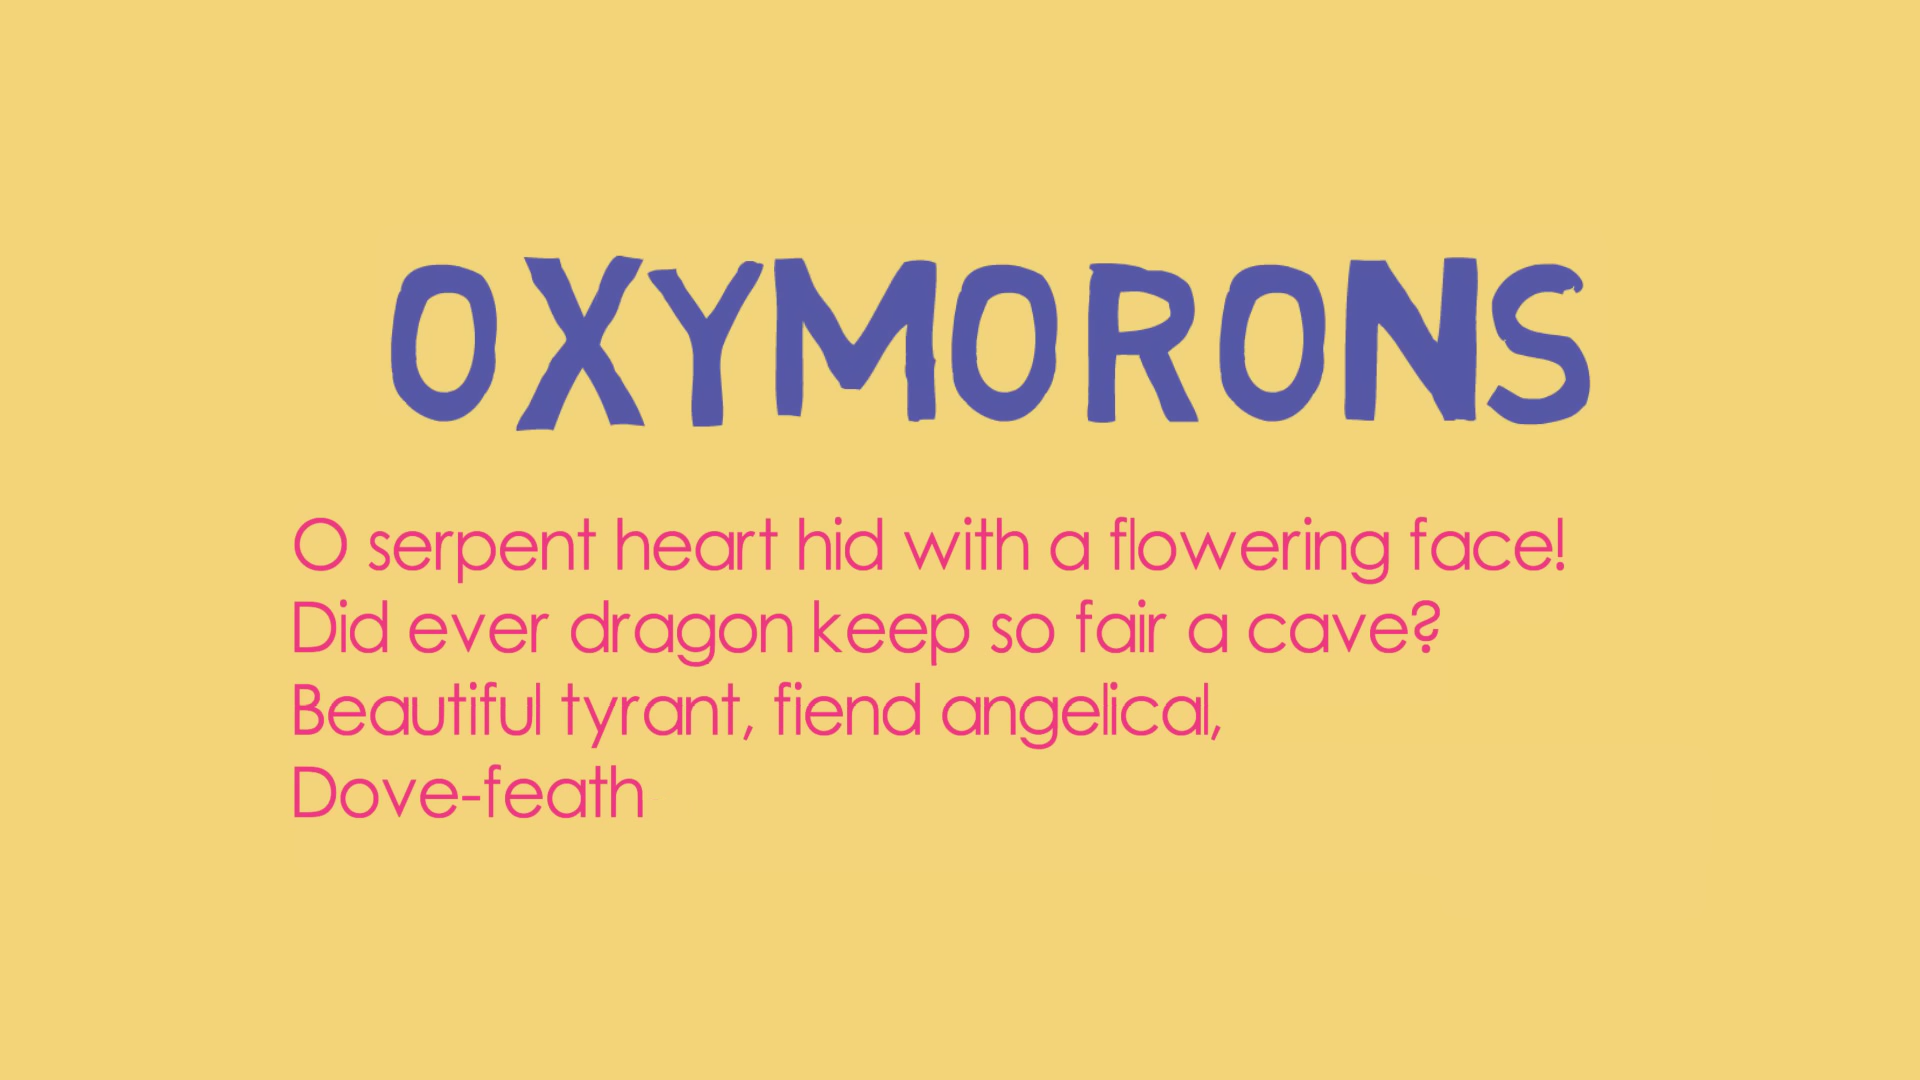 OXYMORONS
O serpent heart hid with a flowering face!
Did ever dragon keep so fair a cave?
Beautiful tyrant, fiend angelical,
Dove-feath